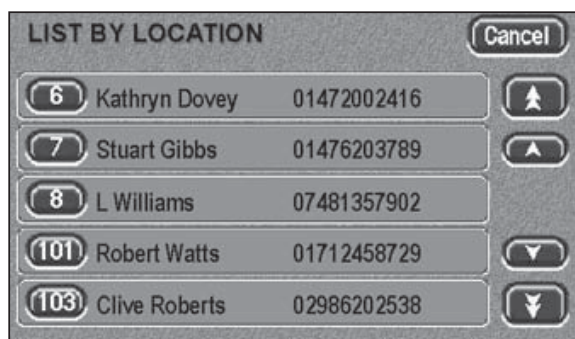 LIST BY LOCATION Cancel
6 Kathryn Dovey 01472002416
7 Stuart Gibbs 01476203789
8 L Williams 07481357902
101 Robert Watts 01712458729
103 Clive Roberts 02986202538